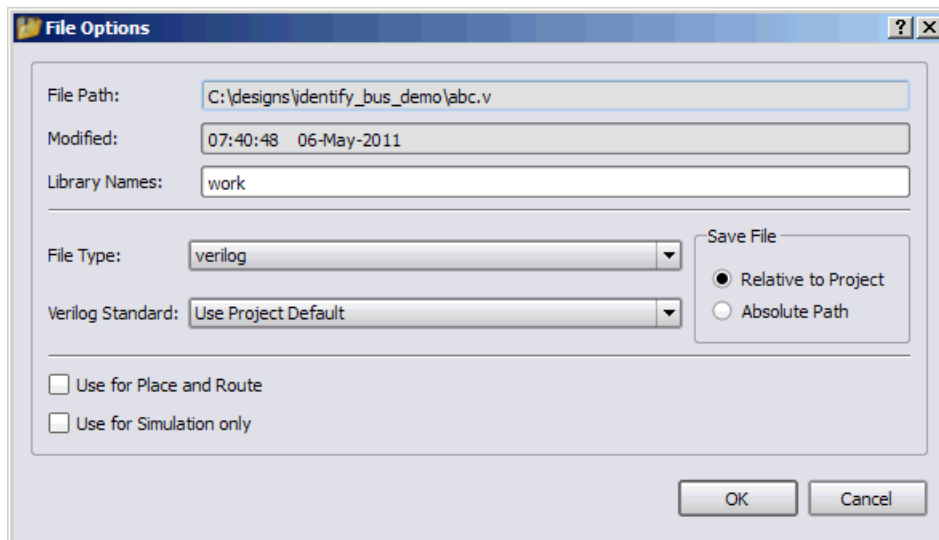 File Options
File Path: C:\designs\identify_bus_demo\abc.v
Modified: 07:40:48 06-May-2011
Library Names: work
File Type: verilog
Verilog Standard: Use Project Default
Save File
Relative to Project
Absolute Path
Use for Place and Route
Use for Simulation only
OK Cancel